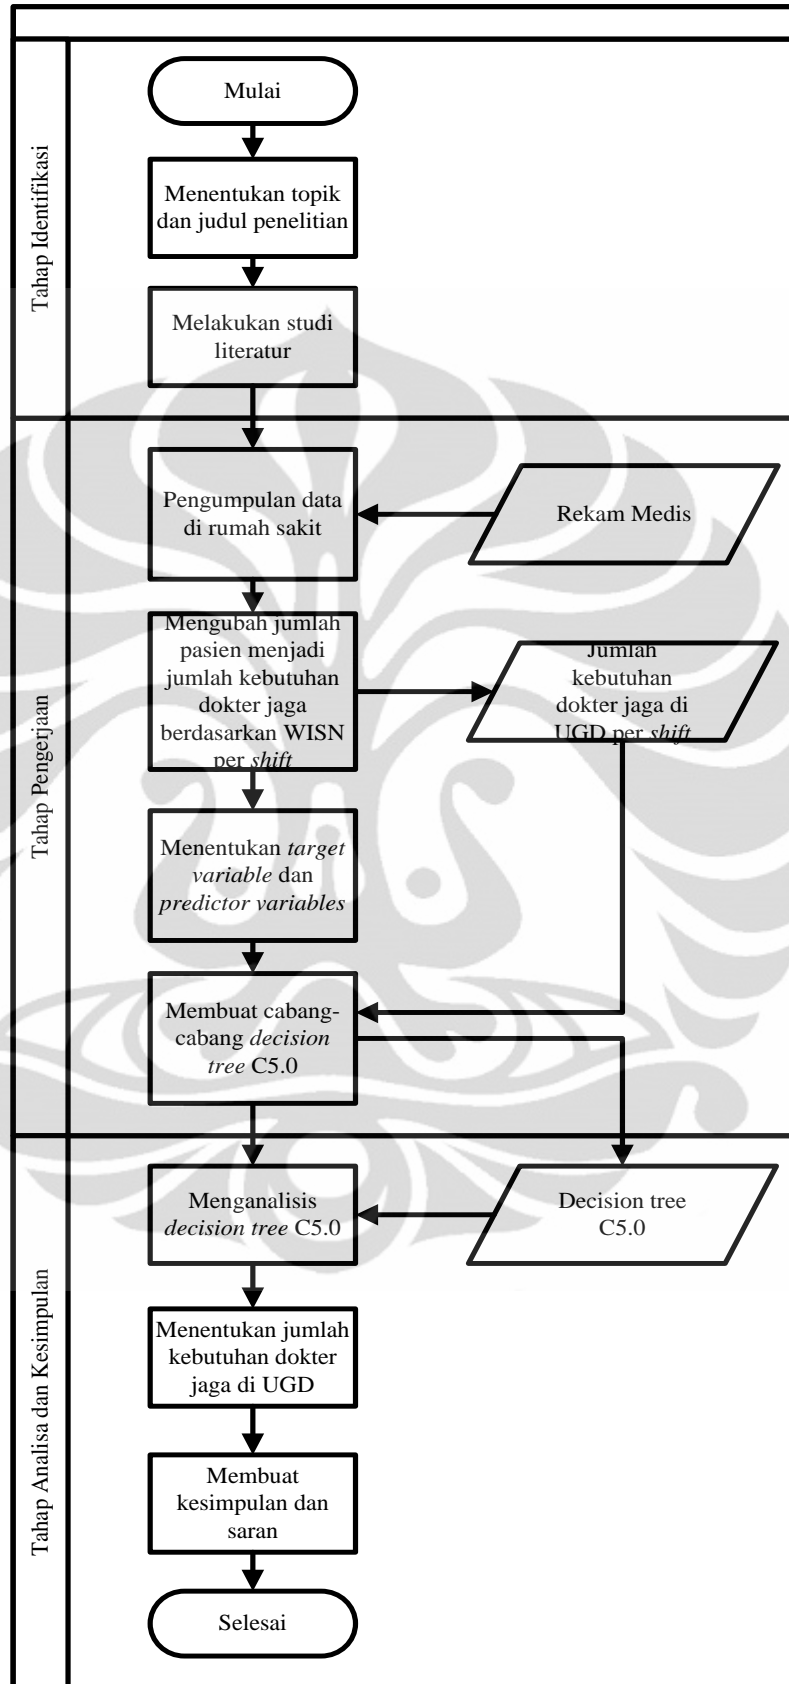 Tahap Identifikasi
Mulai
Menentukan topik
dan judul penelitian
Melakukan studi
literatur
Tahap Pengerjaan
Pengumpulan data
di rumah sakit
Rekam Medis
Mengubah jumlah
pasien menjadi
jumlah kebutuhan
dokter jaga
berdasarkan WISN
per shift
Jumlah
kebutuhan
dokter jaga di
UGD per shift
Menentukan target
variable dan
predictor variables
Membuat cabang-
cabang decision
tree C5.0
Tahap Analisa dan Kesimpulan
Menganalisis
decision tree C5.0
Decision tree
C5.0
Menentukan jumlah
kebutuhan dokter
jaga di UGD
Membuat
kesimpulan dan
saran
Selesai